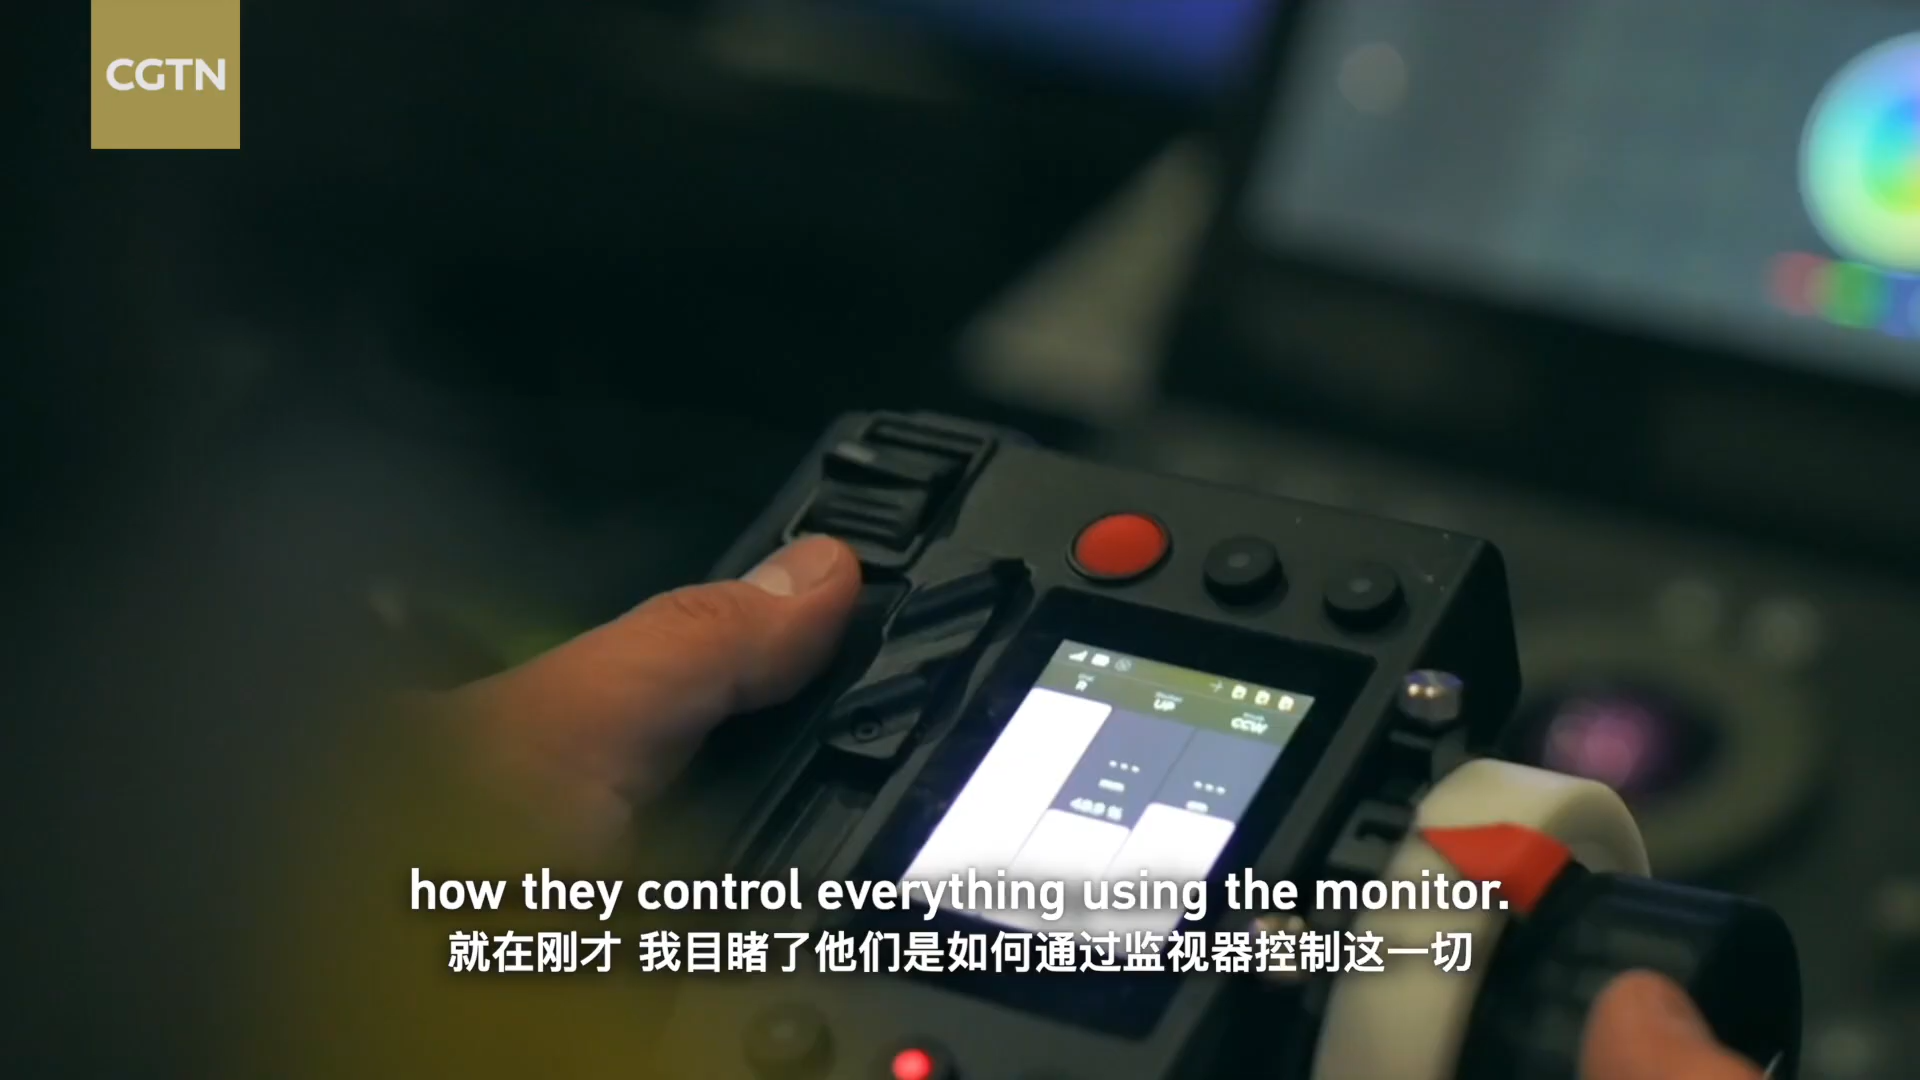 CGTN
R
UP
CCW
how they control everything using the monitor.
就在刚才 我目睹了他们是如何通过监视器控制这一切